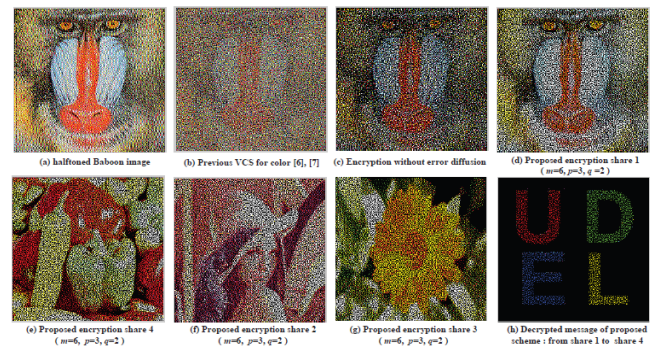 (a) halftoned Baboon image
(b) Previous VCS for color [6], [7]
(c) Encryption without error diffusion
(d) Proposed encryption share 1
( m=6, p=3, q =2 )
(e) Proposed encryption share 4
( m=6, p=3, q=2 )
(f) Proposed encryption share 2
(m=6, p=3, q=2 )
(g) Proposed encryption share 3
(m=6, p=3, q=2 )
U D
E L
(h) Decrypted message of proposed
scheme : from share 1 to share 4